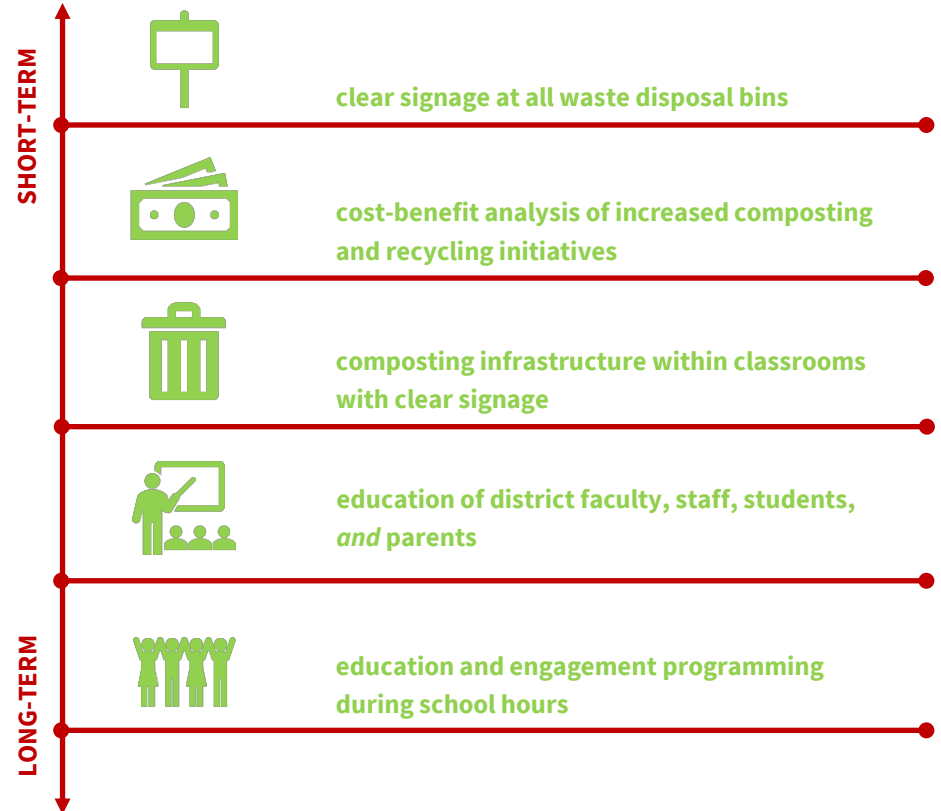 SHORT-TERM
clear signage at all waste disposal bins
cost-benefit analysis of increased composting
and recycling initiatives
composting infrastructure within classrooms
with clear signage
education of district faculty, staff, students,
and parents
LONG-TERM
education and engagement programming
during school hours